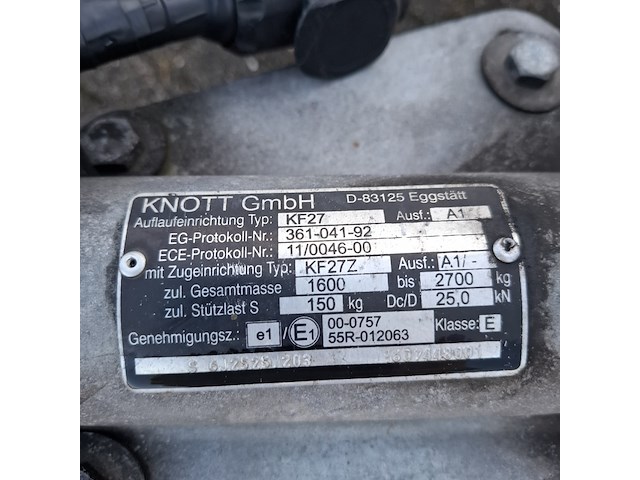 KNOTT GmbH D-83125 Eggstätt
Auflaufeinrichtung Typ: KF27 Ausf.: A1
EG-Protokoll-Nr.: 361-041-92
ECE-Protokoll-Nr.: 11/0046-00
mit Zugeinrichtung Typ: KF27Z Ausf.: A1/-
zul. Gesamtmasse 1600 bis 2700 kg
zul. Stützlast S 150 kg Dc/D 25,0 kN
Genehmigungsz.: e1 / E1 00-0757 Klasse: E
55R-012063